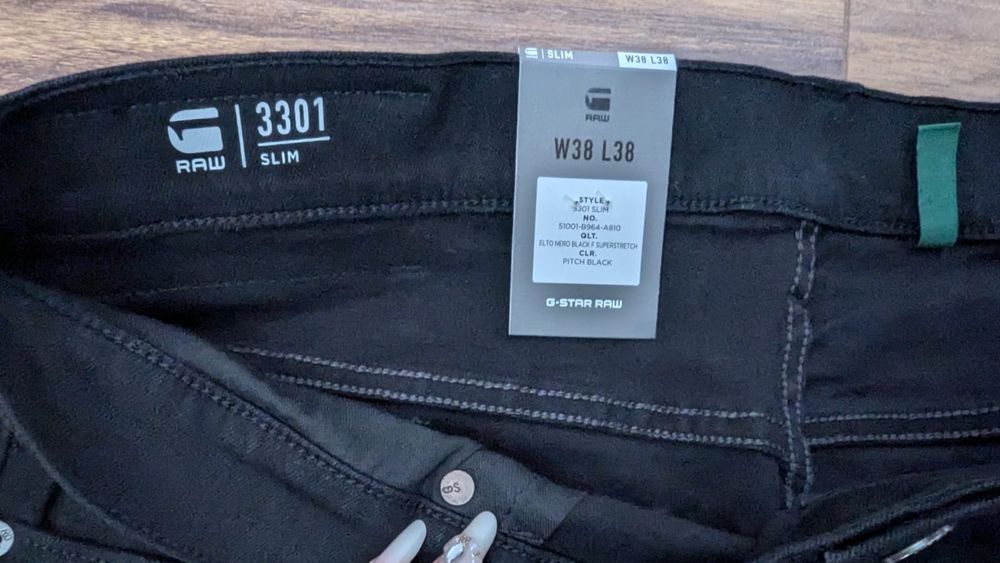 RAW
3301
SLIM
SLIM
W38 L38
RAW
W38 L38
STYLE
3301 SLIM
NO.
51001-B964-A810
QLT.
ELTO NERO BLACK F SUPERSTRETCH
CLR.
PITCH BLACK
G-STAR RAW
GS